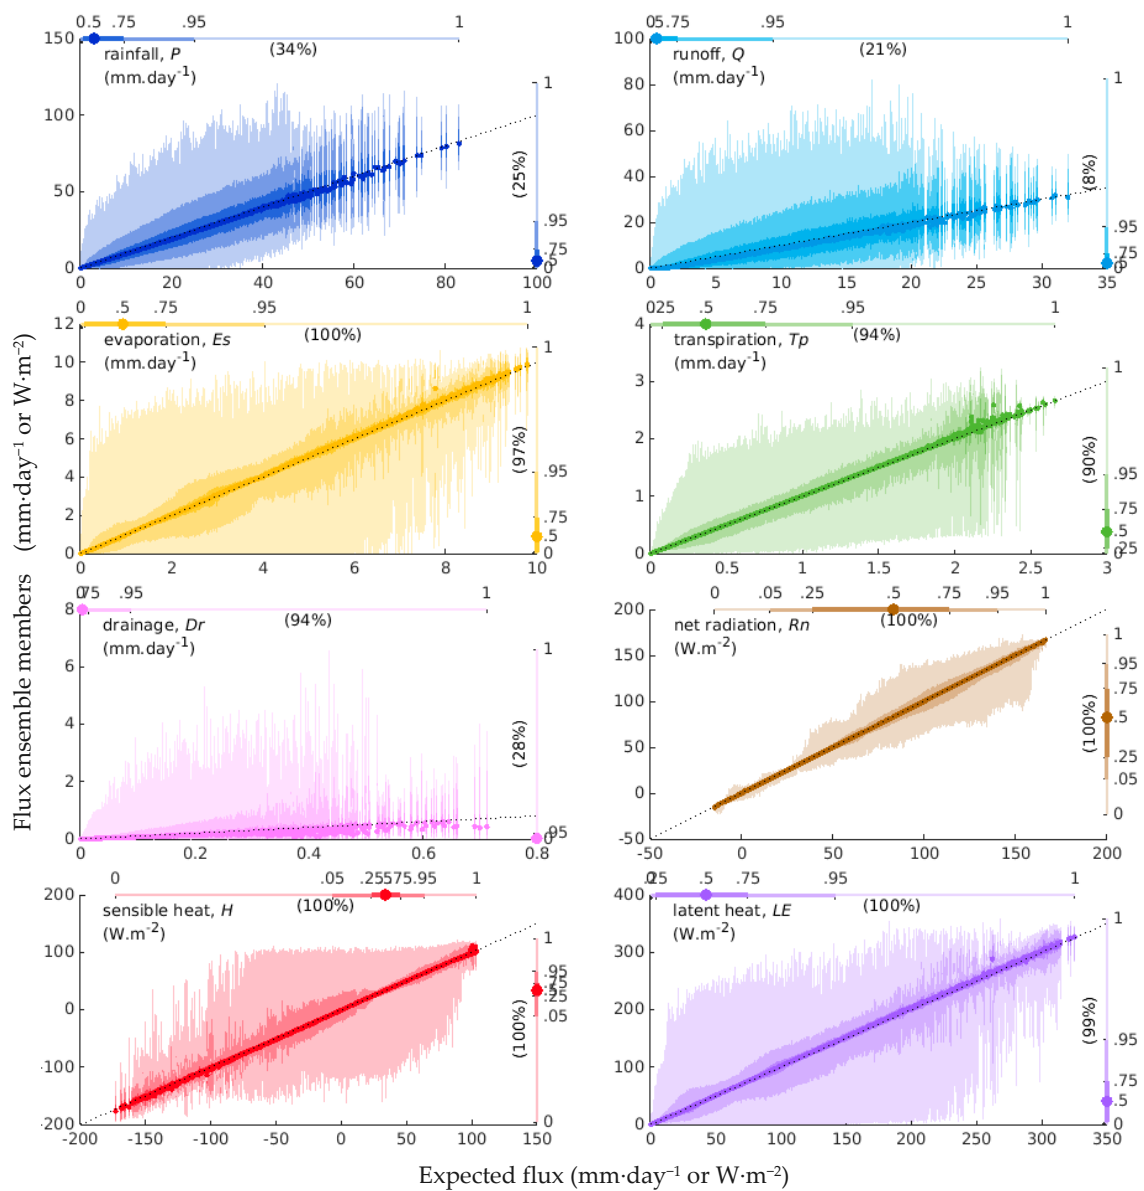 0.5 .75 .95 1
150
rainfall, P (34%)
(mm.day-1)
1
100
(25%)
50
.95
.75
.5
0
0
0 20 40 60 80 100
05.75 .95 1
100
runoff, Q (21%)
(mm.day-1)
1
80
60
40
(8%)
20
.95
.75
.5
0
0
0 5 10 15 20 25 30 35
0 .5 .75 .95 1
12
evaporation, Es (100%)
(mm.day-1)
1
10
8
6
(97%)
4
.95
2
.75
.5
0
0
0 2 4 6 8 10
025 .5 .75 .95 1
4
transpiration, Tp (94%)
(mm.day-1)
1
3
2
(90%)
.95
1
.75
.5
.25
0
0
0 0.5 1 1.5 2 2.5 3
075 .95 1
8
drainage, Dr (94%)
(mm.day-1)
1
6
4
(28%)
2
.95
0
0
0 0.2 0.4 0.6 0.8
0 .05 .25 .5 .75 .95 1
200
net radiation, Rn (100%)
(W.m-2)
1
150
.95
.75
100
.5
(100%)
50
.25
.05
0
0
-50
-50 0 50 100 150 200
0 .05 .25575.95 1
200
sensible heat, H (100%)
(W.m-2)
1
100
.95
.75
.5
.25
0
.05
(100%)
-100
0
-200
-200 -150 -100 -50 0 50 100 150
0.25 .5 .75 .95 1
400
latent heat, LE (100%)
(W.m-2)
1
300
200
(99%)
.95
100
.75
.5
0
0
0 50 100 150 200 250 300 350
Flux ensemble members (mm·day–1 or W·m–2)
Expected flux (mm·day–1 or W·m–2)